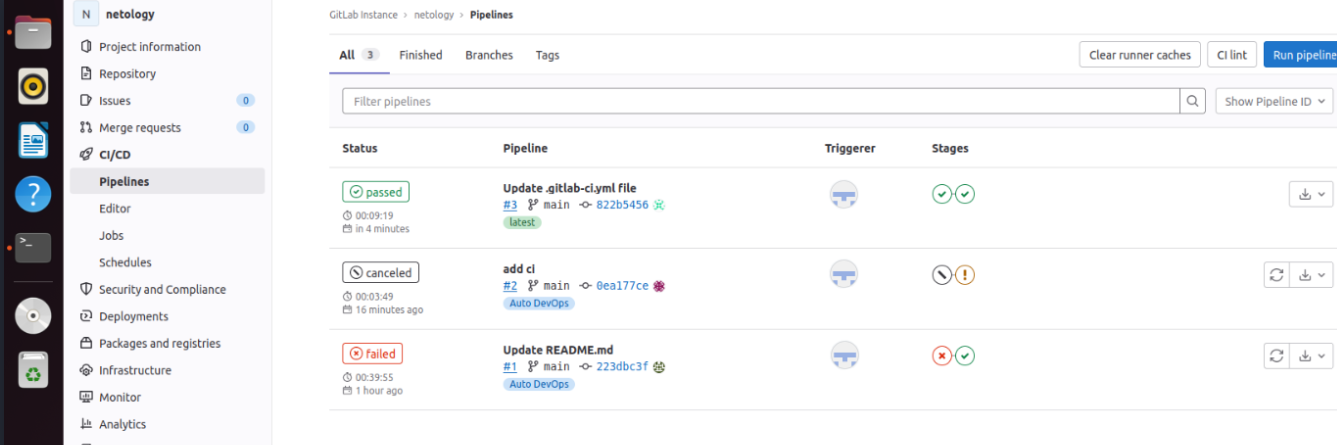 N netology
Project information
Repository
Issues 0
Merge requests 0
CI/CD
Pipelines
Editor
Jobs
Schedules
Security and Compliance
Deployments
Packages and registries
Infrastructure
Monitor
Analytics
GitLab Instance › netology › Pipelines
All 3 Finished Branches Tags
Clear runner caches CI lint Run pipeline
Filter pipelines Show Pipeline ID
Status Pipeline Triggerer Stages
passed
00:09:19
in 4 minutes
Update .gitlab-ci.yml file
#3 main 822b5456
latest
canceled
00:03:49
16 minutes ago
add ci
#2 main 0ea177ce
Auto DevOps
failed
00:39:55
1 hour ago
Update README.md
#1 main 223dbc3f
Auto DevOps